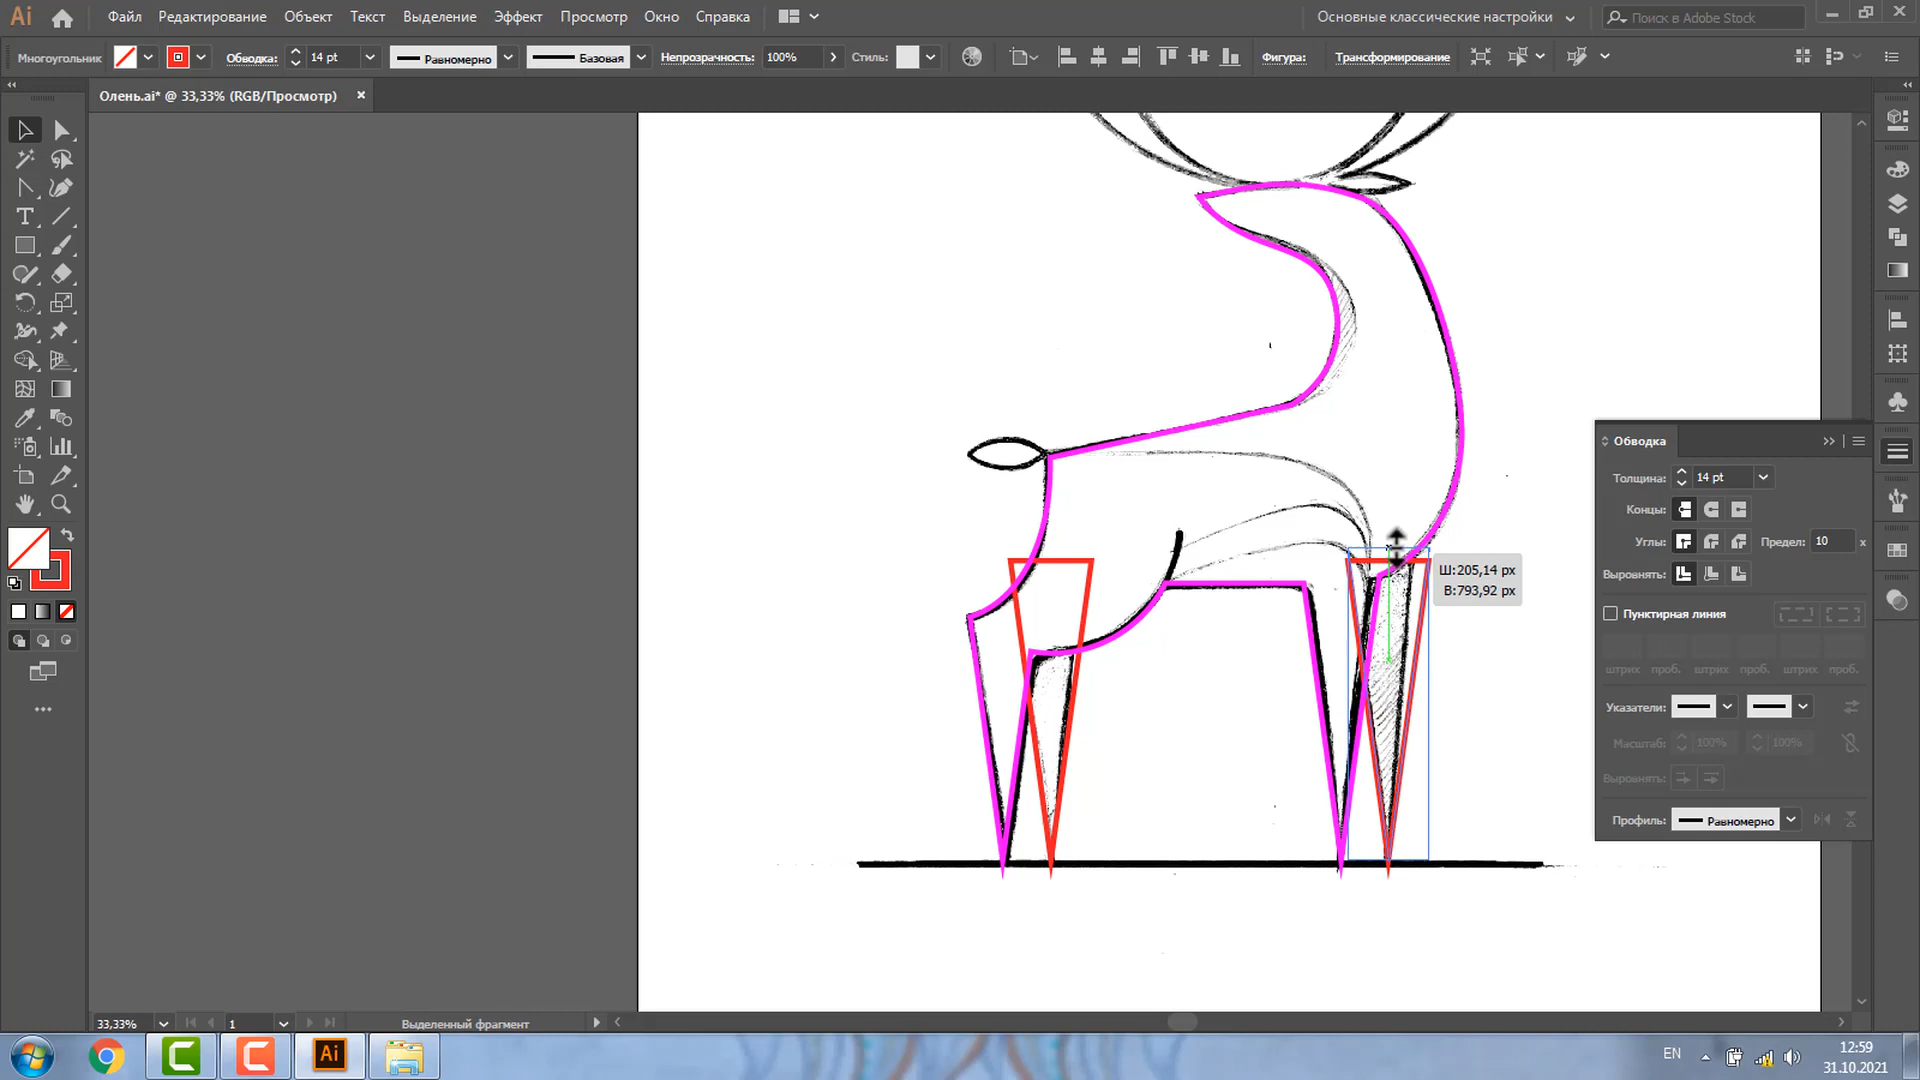 Ai Файл Редактирование Объект Текст Выделение Эффект Просмотр Окно Справка Основные классические настройки Поиск в Adobe Stock
Многоугольник Обводка: 14 pt Равномерно Базовая Непрозрачность: 100% Стиль: Фигура: Трансформирование
Олень.ai* @ 33,33% (RGB/Просмотр)
Обводка
Толщина: 14 pt
Концы:
Углы: Предел: 10 x
Выровнять:
Пунктирная линия
штрих проб. штрих проб. штрих проб.
Указатели:
Масштаб: 100% 100%
Выровнять:
Профиль: Равномерно
Ш:205,14 px
В:793,92 px
33,33% 1 Выделенный фрагмент
Ai EN 12:59
31.10.2021